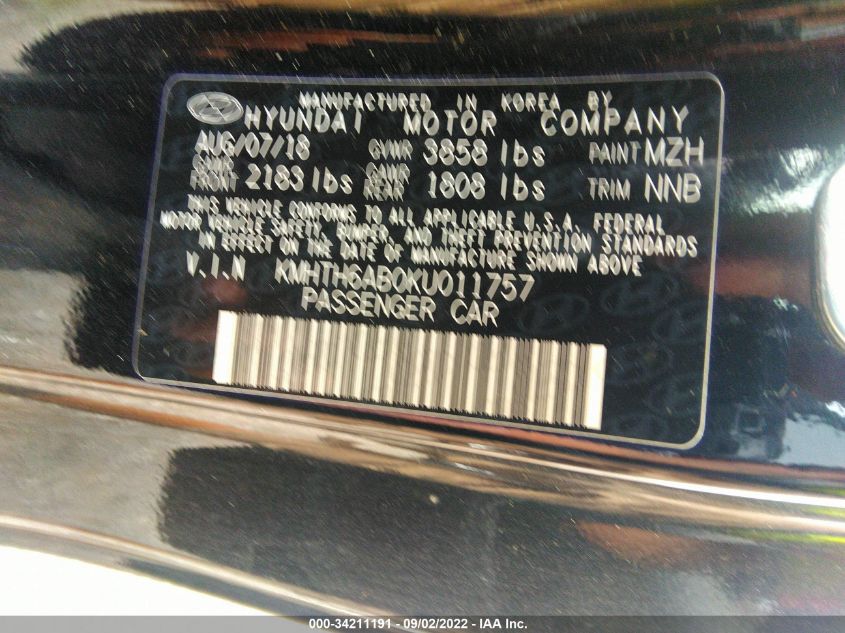 MANUFACTURED IN KOREA BY
HYUNDAI MOTOR COMPANY
AUG/07/18 GVWR 3858 lbs PAINT MZH
GAWR FRONT 2183 lbs GAWR REAR 1808 lbs TRIM NNB
THIS VEHICLE CONFORMS TO ALL APPLICABLE U.S.A. FEDERAL
MOTOR VEHICLE SAFETY, BUMPER, AND THEFT PREVENTION STANDARDS
IN EFFECT ON THE DATE OF MANUFACTURE SHOWN ABOVE
V.I.N KMHTH6AB0KU011757
PASSENGER CAR
000-34211191 - 09/02/2022 - IAA Inc.